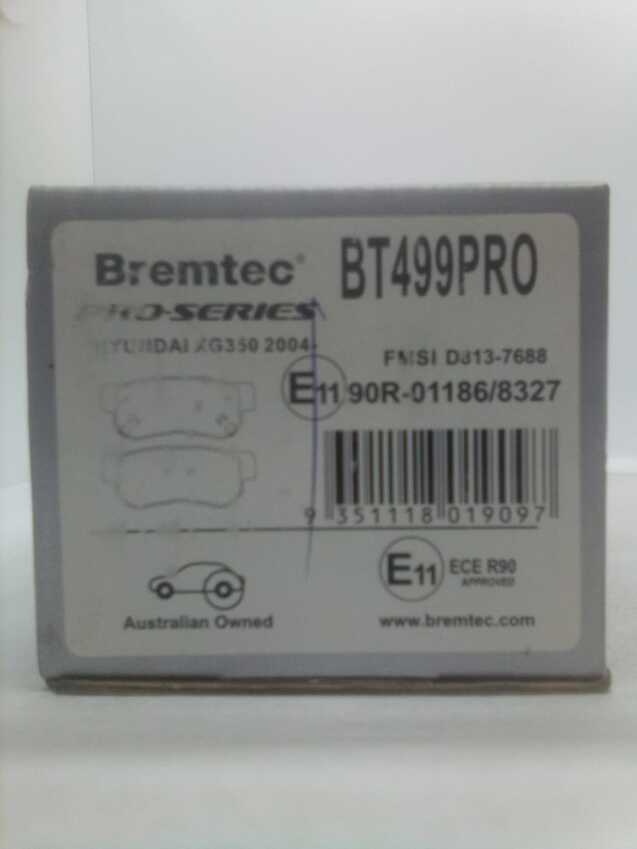 Bremtec®
BT499PRO
PRO-SERIES
HYUNDAI XG350 2004-
FMSI D813-7688
E11 90R-01186/8327
9 351118 019097
E11 ECE R90
APPROVED
Australian Owned
www.bremtec.com